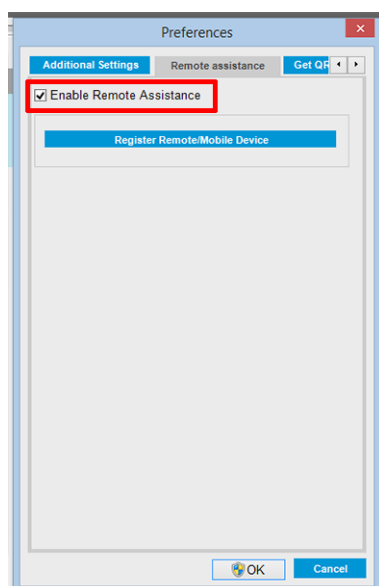 Preferences
Additional Settings Remote assistance Get QR
Enable Remote Assistance
Register Remote/Mobile Device
OK Cancel